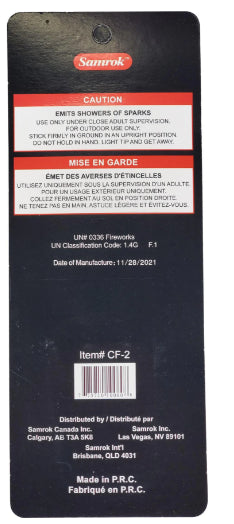 Samrok
CAUTION
EMITS SHOWERS OF SPARKS
USE ONLY UNDER CLOSE ADULT SUPERVISION.
FOR OUTDOOR USE ONLY.
STICK FIRMLY IN GROUND IN AN UPRIGHT POSITION.
DO NOT HOLD IN HAND. LIGHT TIP AND GET AWAY.
MISE EN GARDE
ÉMET DES AVERSES D'ÉTINCELLES
UTILISEZ UNIQUEMENT SOUS LA SUPERVISION D'UN ADULTE.
POUR UN USAGE EXTÉRIEUR UNIQUEMENT.
COLLEZ FERMEMENT AU SOL EN POSITION DROITE.
NE TENEZ PAS EN MAIN. ASTUCE LÉGÈRE ET ÉVITEZ-VOUS.
UN# 0336 Fireworks
UN Classification Code: 1.4G F.1
Date of Manufacture: 11/28/2021
Item# CF-2
Distributed by / Distribué par
Samrok Canada Inc. Samrok Inc.
Calgary, AB T3A 5K8 Las Vegas, NV 89101
Samrok Int'l
Brisbane, QLD 4031
Made in P.R.C.
Fabriqué en P.R.C.